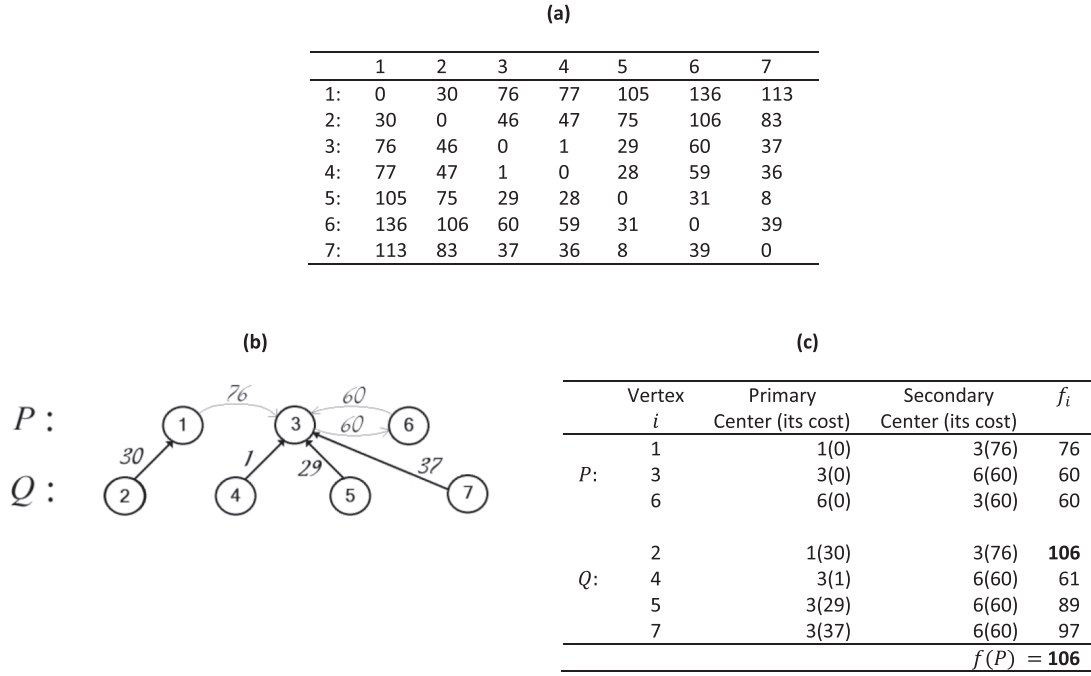 (a)
1 2 3 4 5 6 7
1: 0 30 76 77 105 136 113
2: 30 0 46 47 75 106 83
3: 76 46 0 1 29 60 37
4: 77 47 1 0 28 59 36
5: 105 75 29 28 0 31 8
6: 136 106 60 59 31 0 39
7: 113 83 37 36 8 39 0
(b)
76 60
P: 1 3 60 6
30 1 29 37
Q: 2 4 5 7
(c)
Vertex Primary Secondary f_i
i Center (its cost) Center (its cost)
1 1(0) 3(76) 76
P: 3 3(0) 6(60) 60
6 6(0) 3(60) 60
2 1(30) 3(76) 106
Q: 4 3(1) 6(60) 61
5 3(29) 6(60) 89
7 3(37) 6(60) 97
f(P) = 106